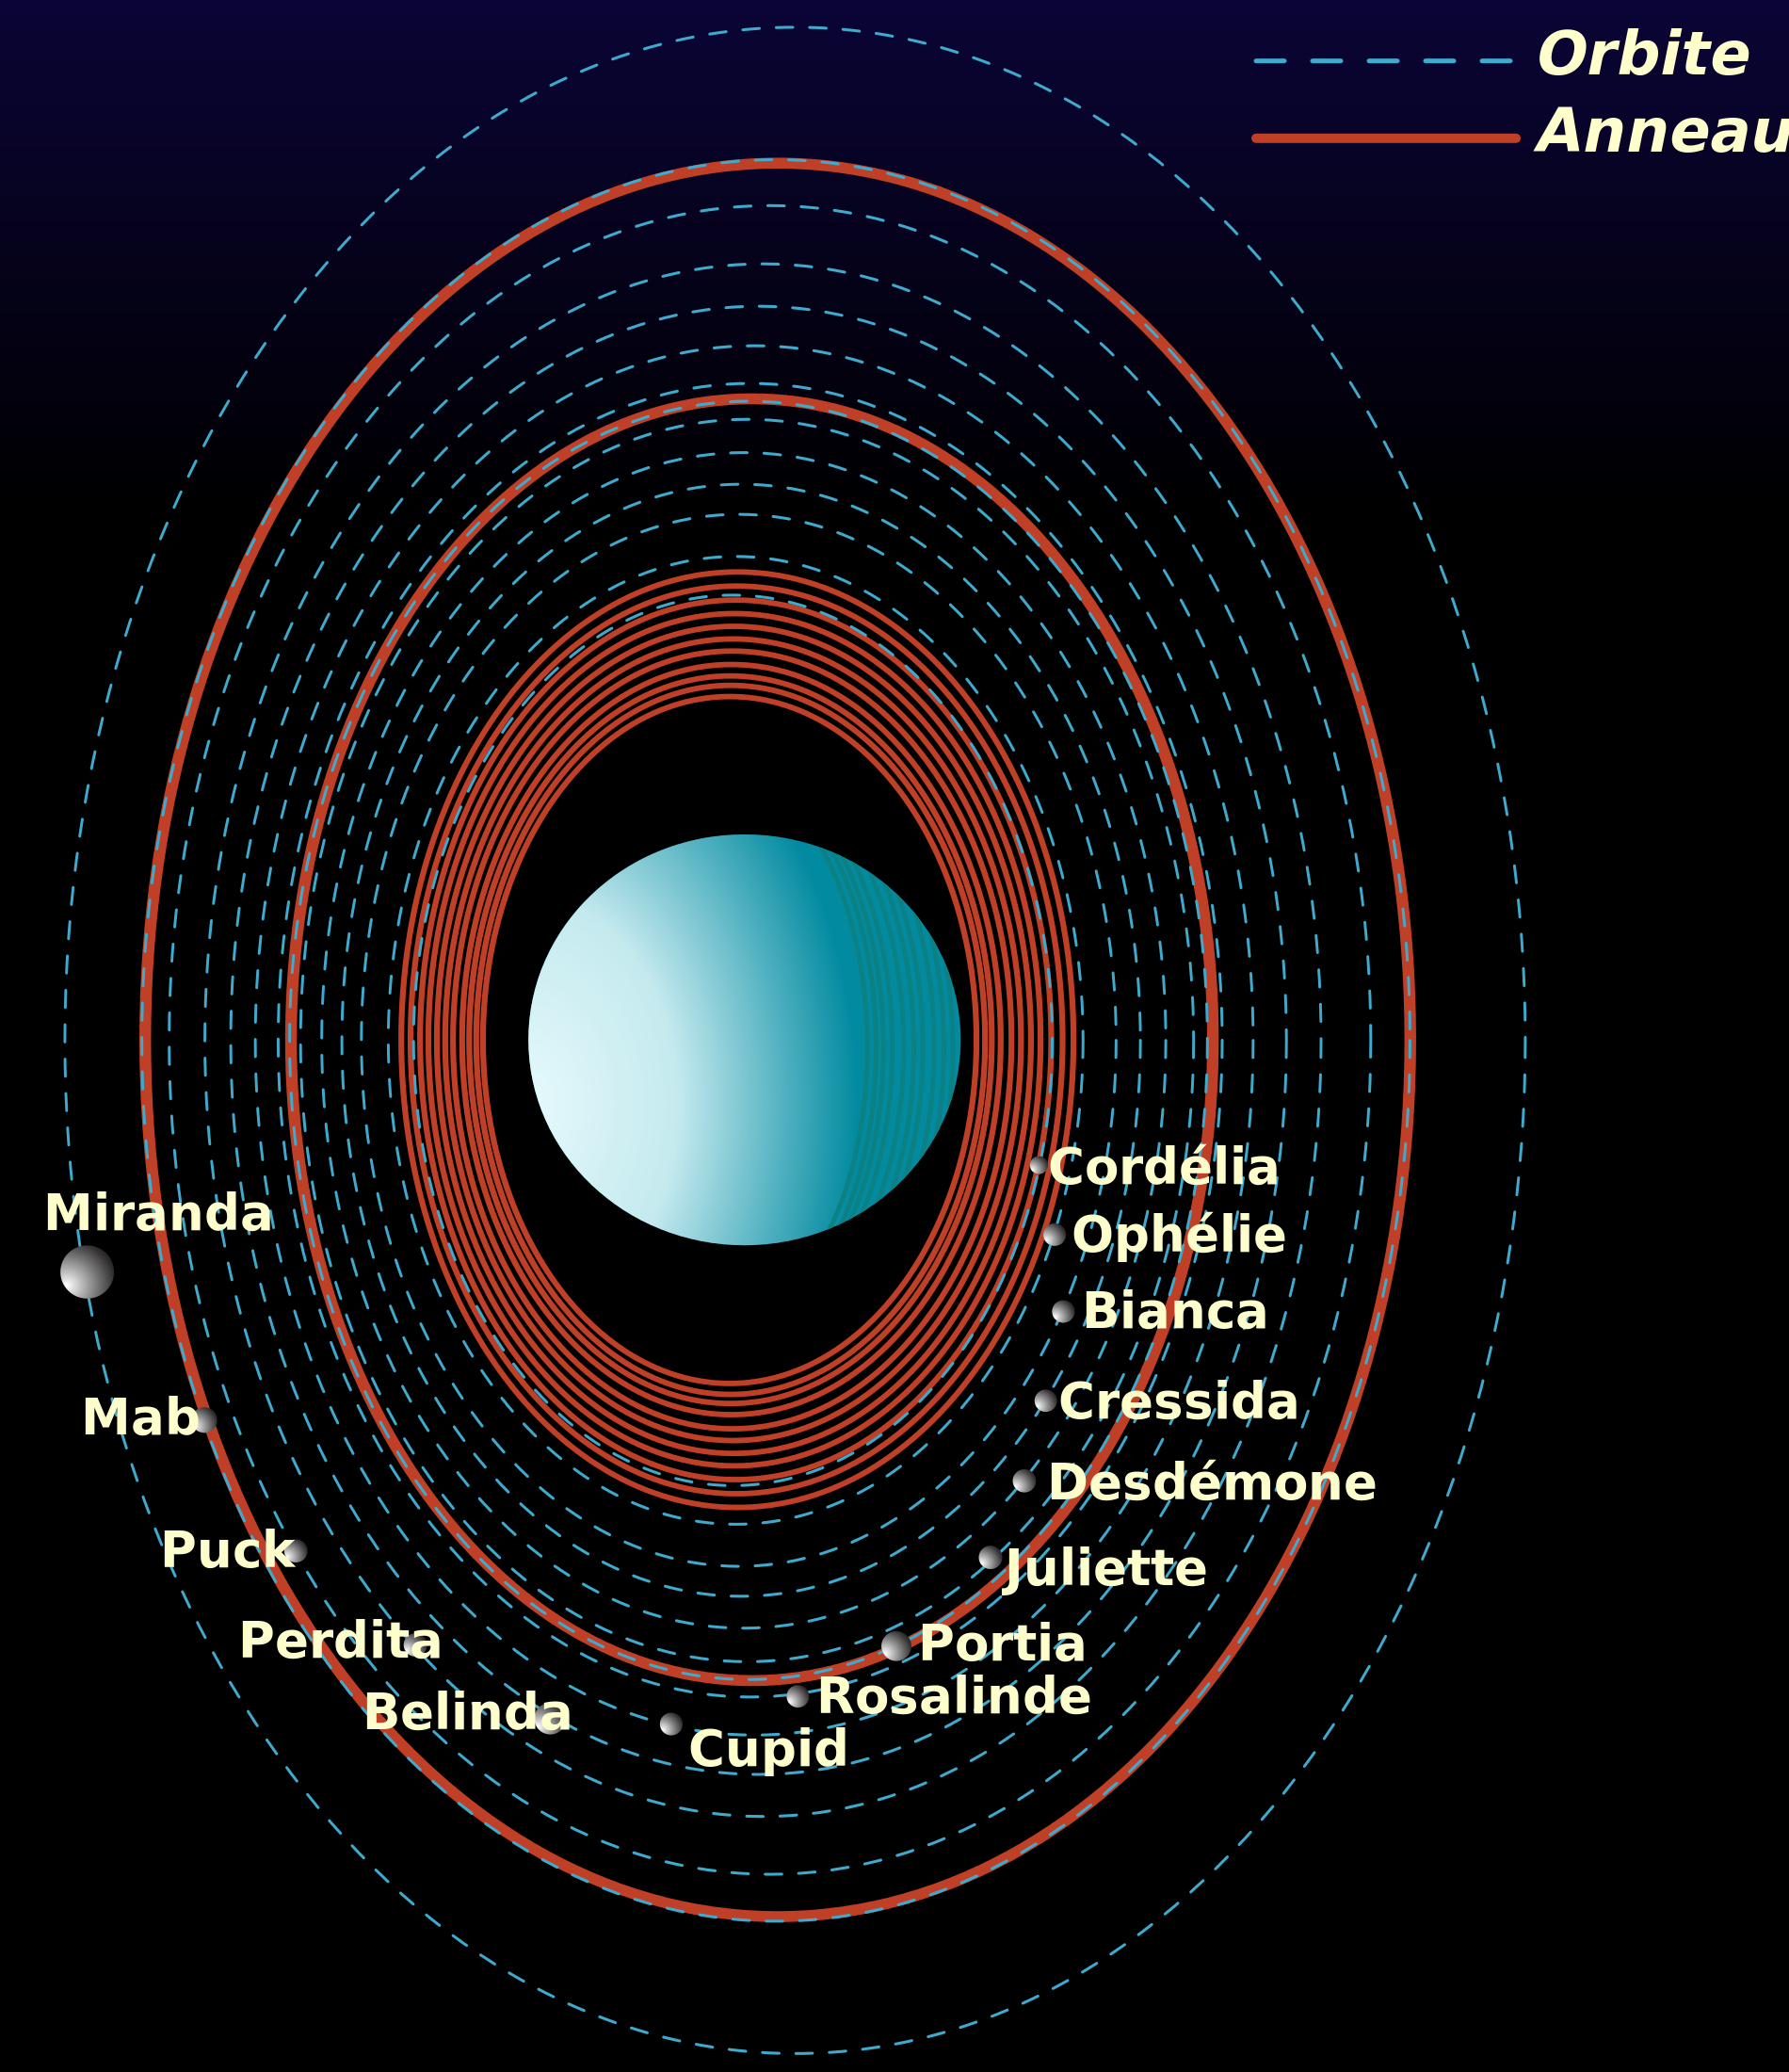 Orbite
Anneau
Cordélia
Miranda
Ophélie
Bianca
Cressida
Mab
Desdémone
Puck
Juliette
Perdita
Portia
Rosalinde
Belinda
Cupid